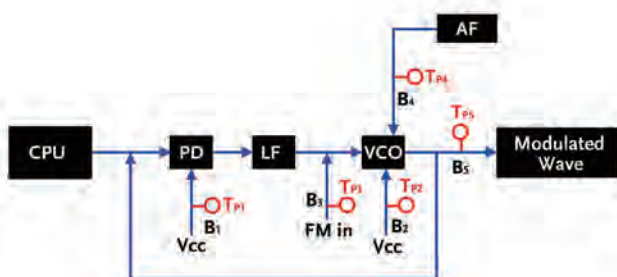 AF
TP4
B4
TP5
CPU
PD
LF
VCO
Modulated
Wave
B5
TP3
TP2
B3
TP1
B1
FM in
B2
Vcc
Vcc